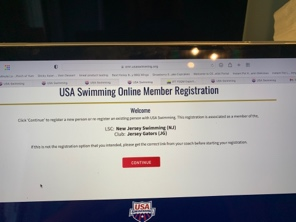 USA Swimming Online Member Registration
Welcome
Click 'Continue' to register a new person or re-register an existing person with USA Swimming. This registration is associated as a member of the,
LSC: New Jersey Swimming (NJ)
Club: Jersey Gators (JG)
If this is not the registration option that you intended, please get the correct link from your coach before starting your registration.
CONTINUE
USA
SWIMMING